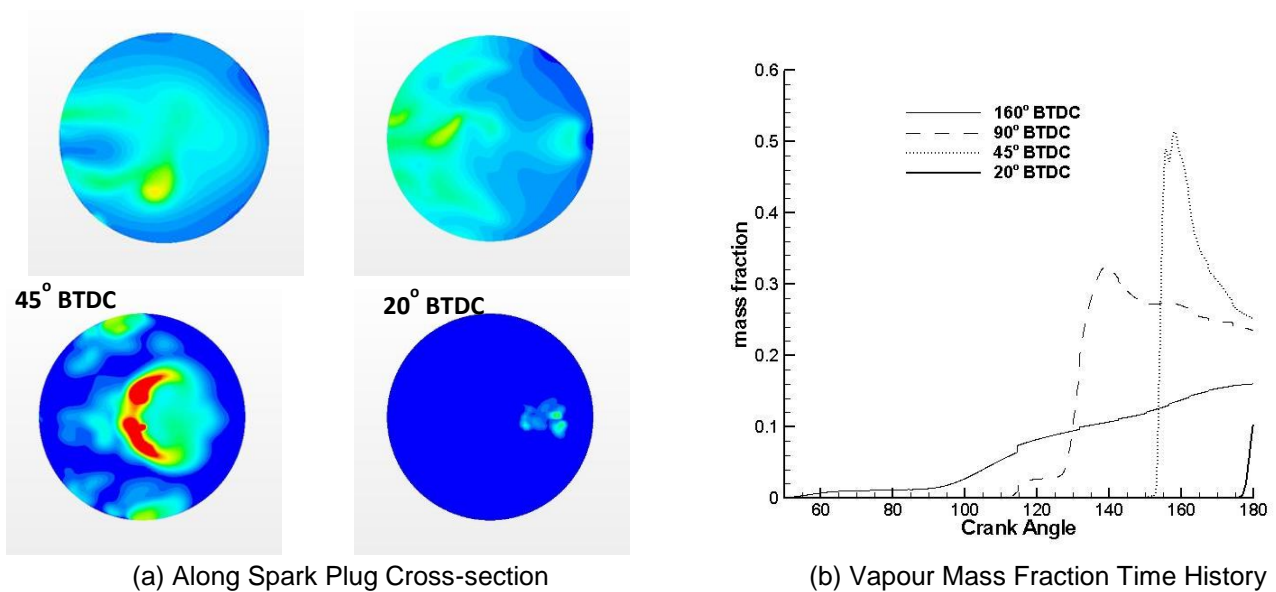 45° BTDC
20° BTDC
(a) Along Spark Plug Cross-section
0.6
0.5
0.4
0.3
0.2
0.1
0
mass fraction
160° BTDC
90° BTDC
45° BTDC
20° BTDC
60 80 100 120 140 160 180
Crank Angle
(b) Vapour Mass Fraction Time History